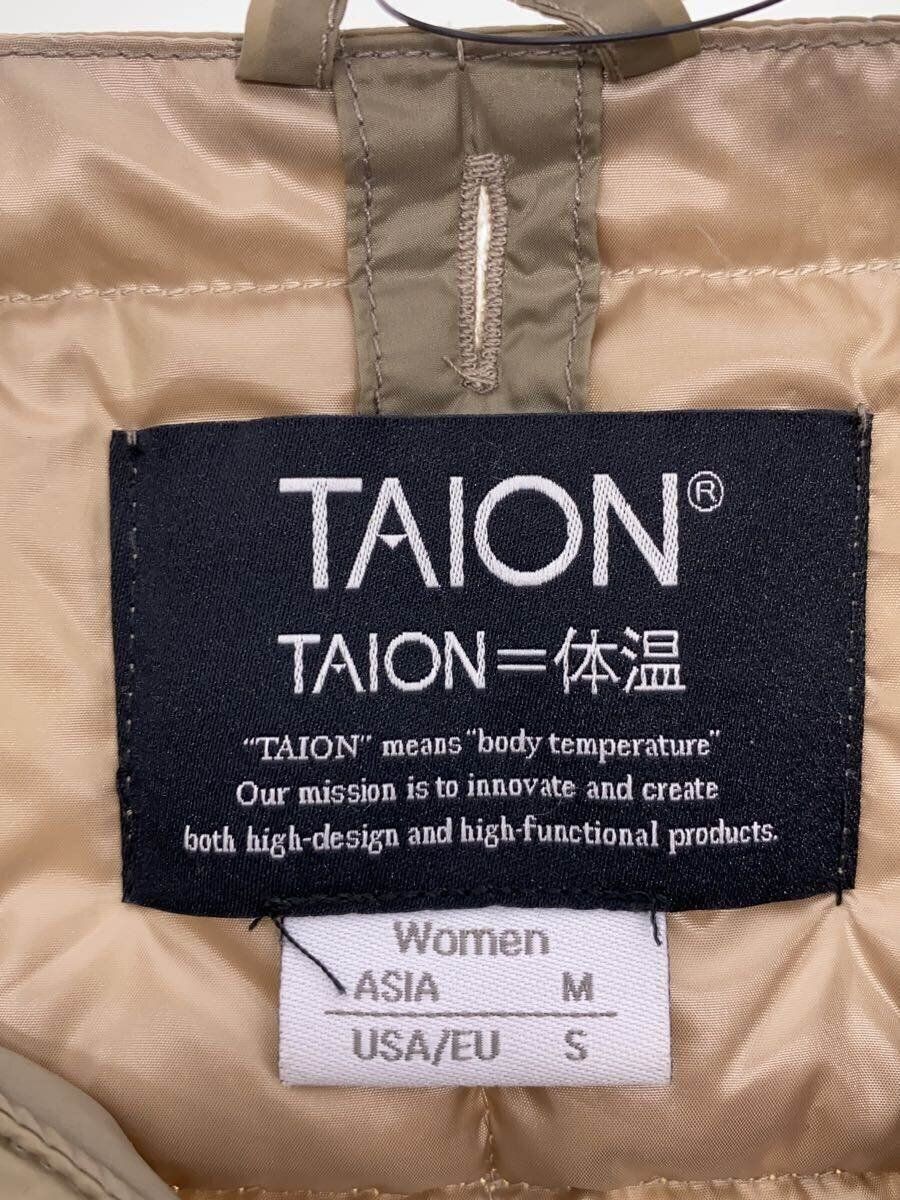 TAION®
TAION=体温
"TAION" means "body temperature"
Our mission is to innovate and create
both high-design and high-functional products.
Women
ASIA M
USA/EU S